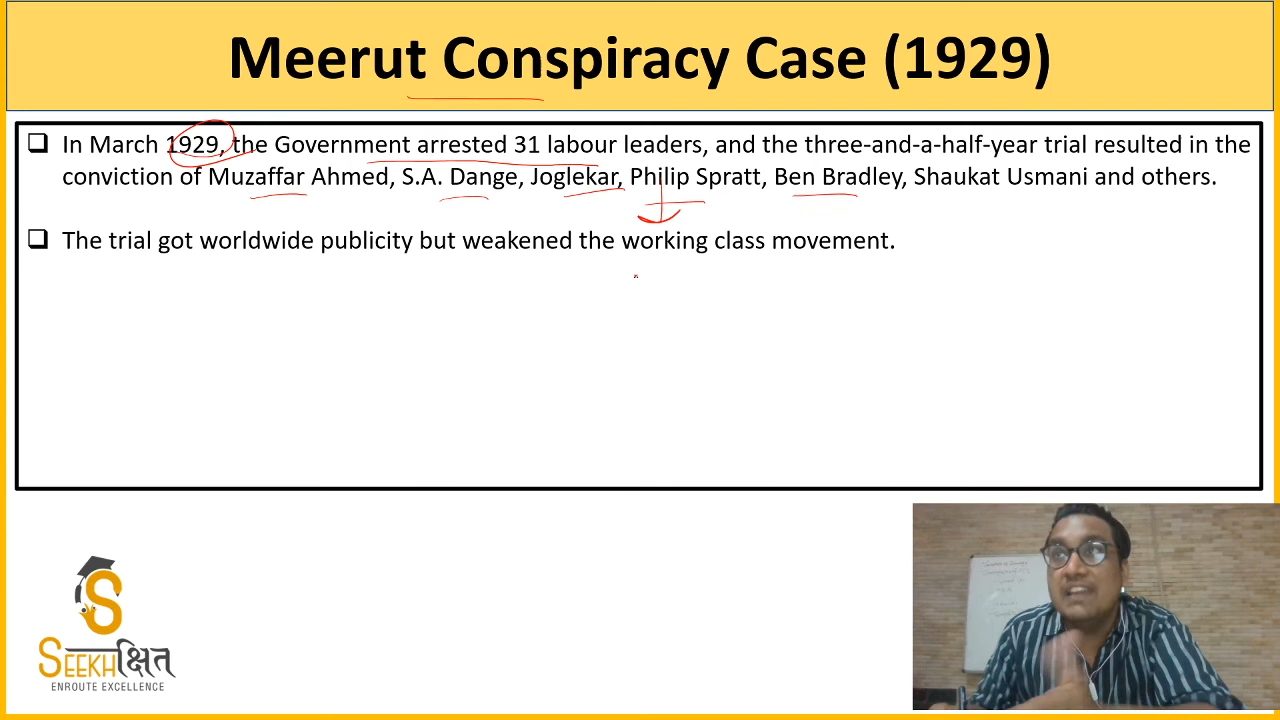 Meerut Conspiracy Case (1929)
In March 1929, the Government arrested 31 labour leaders, and the three-and-a-half-year trial resulted in the
conviction of Muzaffar Ahmed, S.A. Dange, Joglekar, Philip Spratt, Ben Bradley, Shaukat Usmani and others.
The trial got worldwide publicity but weakened the working class movement.
S
SEEKHक्षित
ENROUTE EXCELLENCE